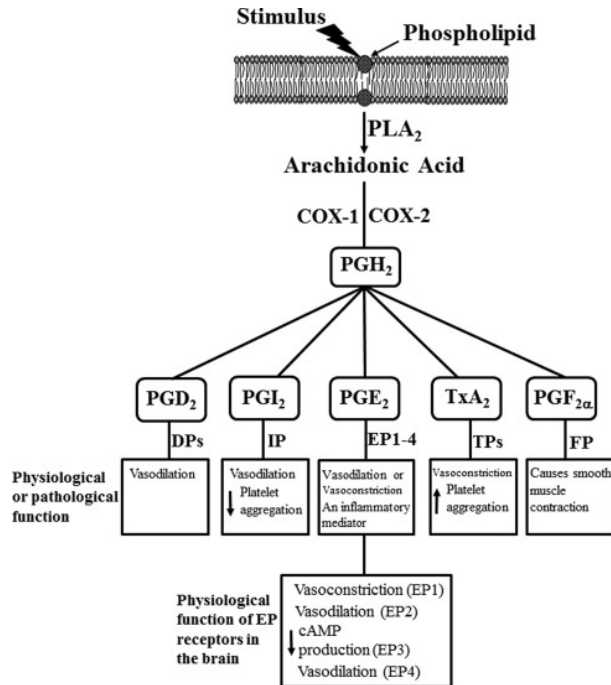 Stimulus
Phospholipid
PLA₂
Arachidonic Acid
COX-1 COX-2
PGH₂
PGD₂ PGI₂ PGE₂ TxA₂ PGF₂α
DPs IP EP1-4 TPs FP
Physiological
or pathological
function
Vasodilation
Vasodilation
↓ Platelet
aggregation
Vasodilation or
Vasoconstriction
An inflammatory
mediator
Vasoconstriction
↑ Platelet
aggregation
Causes smooth
muscle
contraction
Physiological
function of EP
receptors in
the brain
Vasoconstriction (EP1)
Vasodilation (EP2)
↓ cAMP
production (EP3)
Vasodilation (EP4)